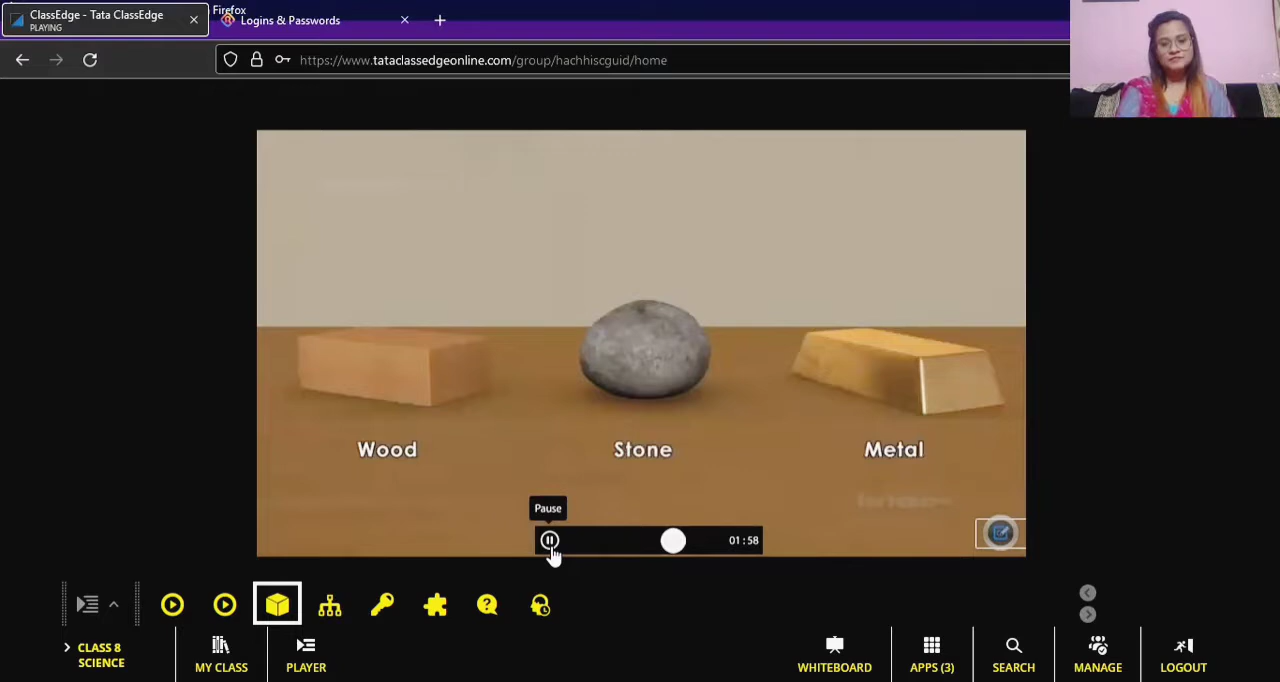 Firefox
ClassEdge - Tata ClassEdge
PLAYING
Logins & Passwords
https://www.tataclassedgeonline.com/group/hachhiscguid/home
Wood
Stone
Metal
Pause
01 : 58
CLASS 8
SCIENCE
MY CLASS
PLAYER
WHITEBOARD
APPS (3)
SEARCH
MANAGE
LOGOUT